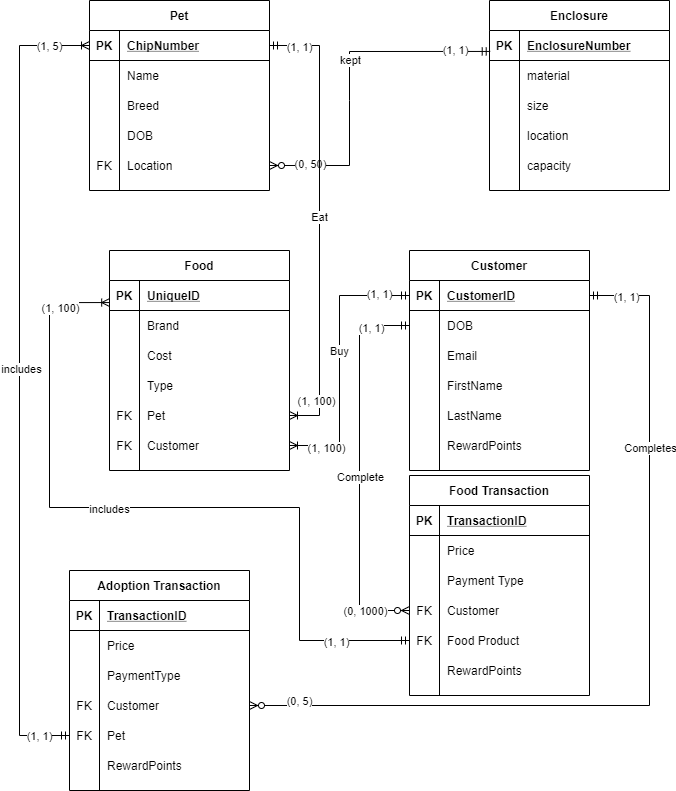 Pet
PK ChipNumber
Name
Breed
DOB
FK Location
Enclosure
PK EnclosureNumber
material
size
location
capacity
(1, 5)
(1, 1)
kept
(1, 1)
(0, 50)
Eat
Food
PK UniqueID
Brand
Cost
Type
FK Pet
FK Customer
Customer
PK CustomerID
DOB
Email
FirstName
LastName
RewardPoints
(1, 100)
(1, 1)
(1, 1)
(1, 1)
Buy
includes
(1, 100)
(1, 100)
Complete
Completes
Food Transaction
PK TransactionID
Price
Payment Type
FK Customer
FK Food Product
RewardPoints
includes
(0, 1000)
(1, 1)
Adoption Transaction
PK TransactionID
Price
PaymentType
FK Customer
FK Pet
RewardPoints
(0, 5)
(1, 1)